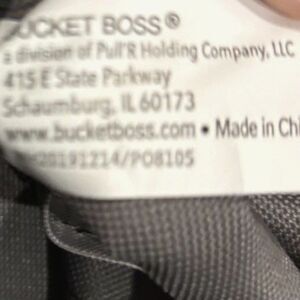 BUCKET BOSS®
a division of Pull'R Holding Company, LLC
415 E State Parkway
Schaumburg, IL 60173
www.bucketboss.com • Made in Chi
20191214/PO8105